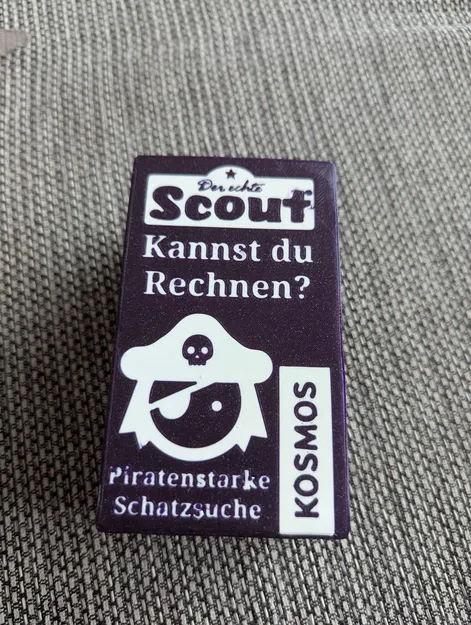 Der echte
Scout
Kannst du
Rechnen?
Piratenstarke
Schatzsuche
KOSMOS